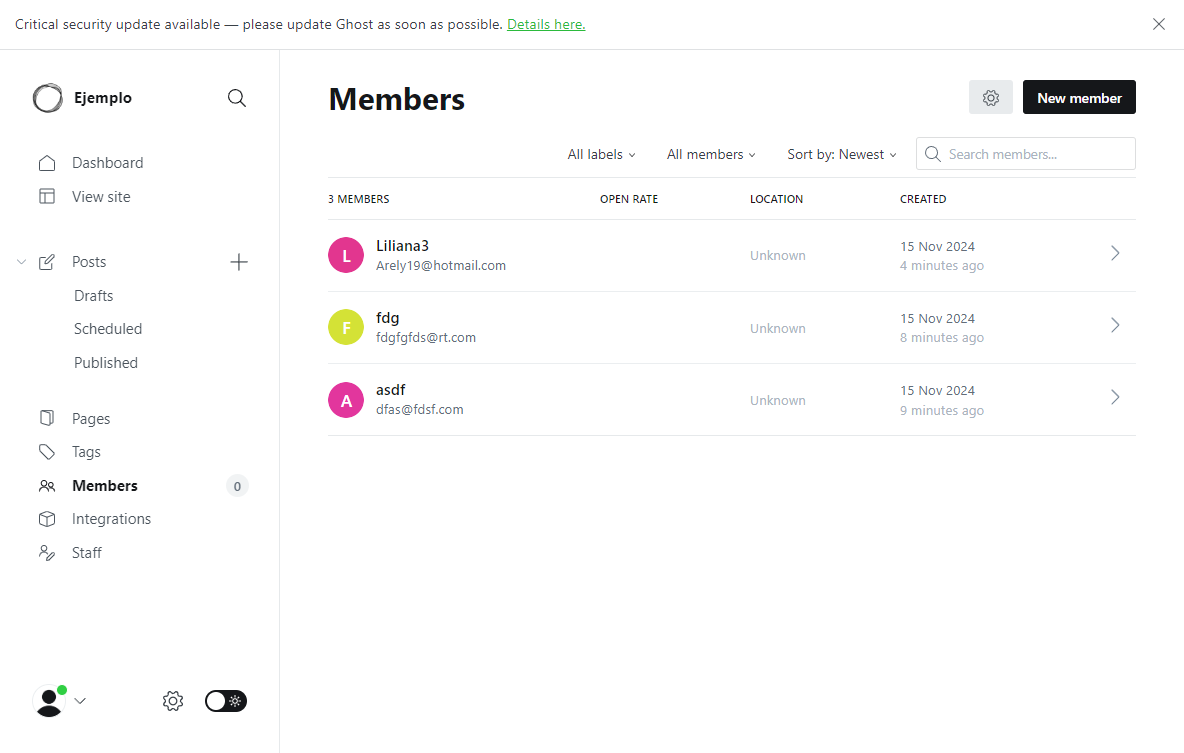 Critical security update available — please update Ghost as soon as possible. Details here.
Ejemplo
Dashboard
View site
Posts
Drafts
Scheduled
Published
Pages
Tags
Members 0
Integrations
Staff
Members
New member
All labels All members Sort by: Newest Search members...
3 MEMBERS OPEN RATE LOCATION CREATED
L Liliana3 Arely19@hotmail.com Unknown 15 Nov 2024 4 minutes ago
F fdg fdgfgfds@rt.com Unknown 15 Nov 2024 8 minutes ago
A asdf dfas@fdsf.com Unknown 15 Nov 2024 9 minutes ago